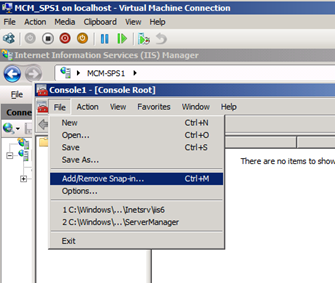 MCM_SPS1 on localhost - Virtual Machine Connection
File Action Media Clipboard View Help
Internet Information Services (IIS) Manager
MCM-SPS1
File
Console1 - [Console Root]
Conne
File Action View Favorites Window Help
New Ctrl+N
Open... Ctrl+O
Save Ctrl+S
Save As...
There are no items to show
Add/Remove Snap-in... Ctrl+M
Options...
1 C:\Windows\...\Inetsrv\iis6
2 C:\Windows\...\ServerManager
Exit